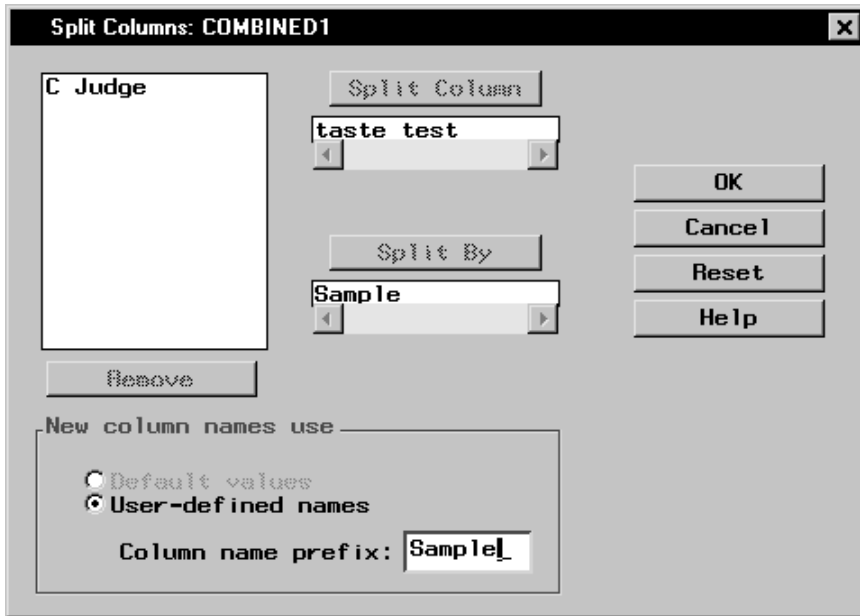 Split Columns: COMBINED1
C Judge
Split Column
taste test
Split By
Sample
OK
Cancel
Reset
Help
Remove
New column names use
Default values
User-defined names
Column name prefix: Sample_